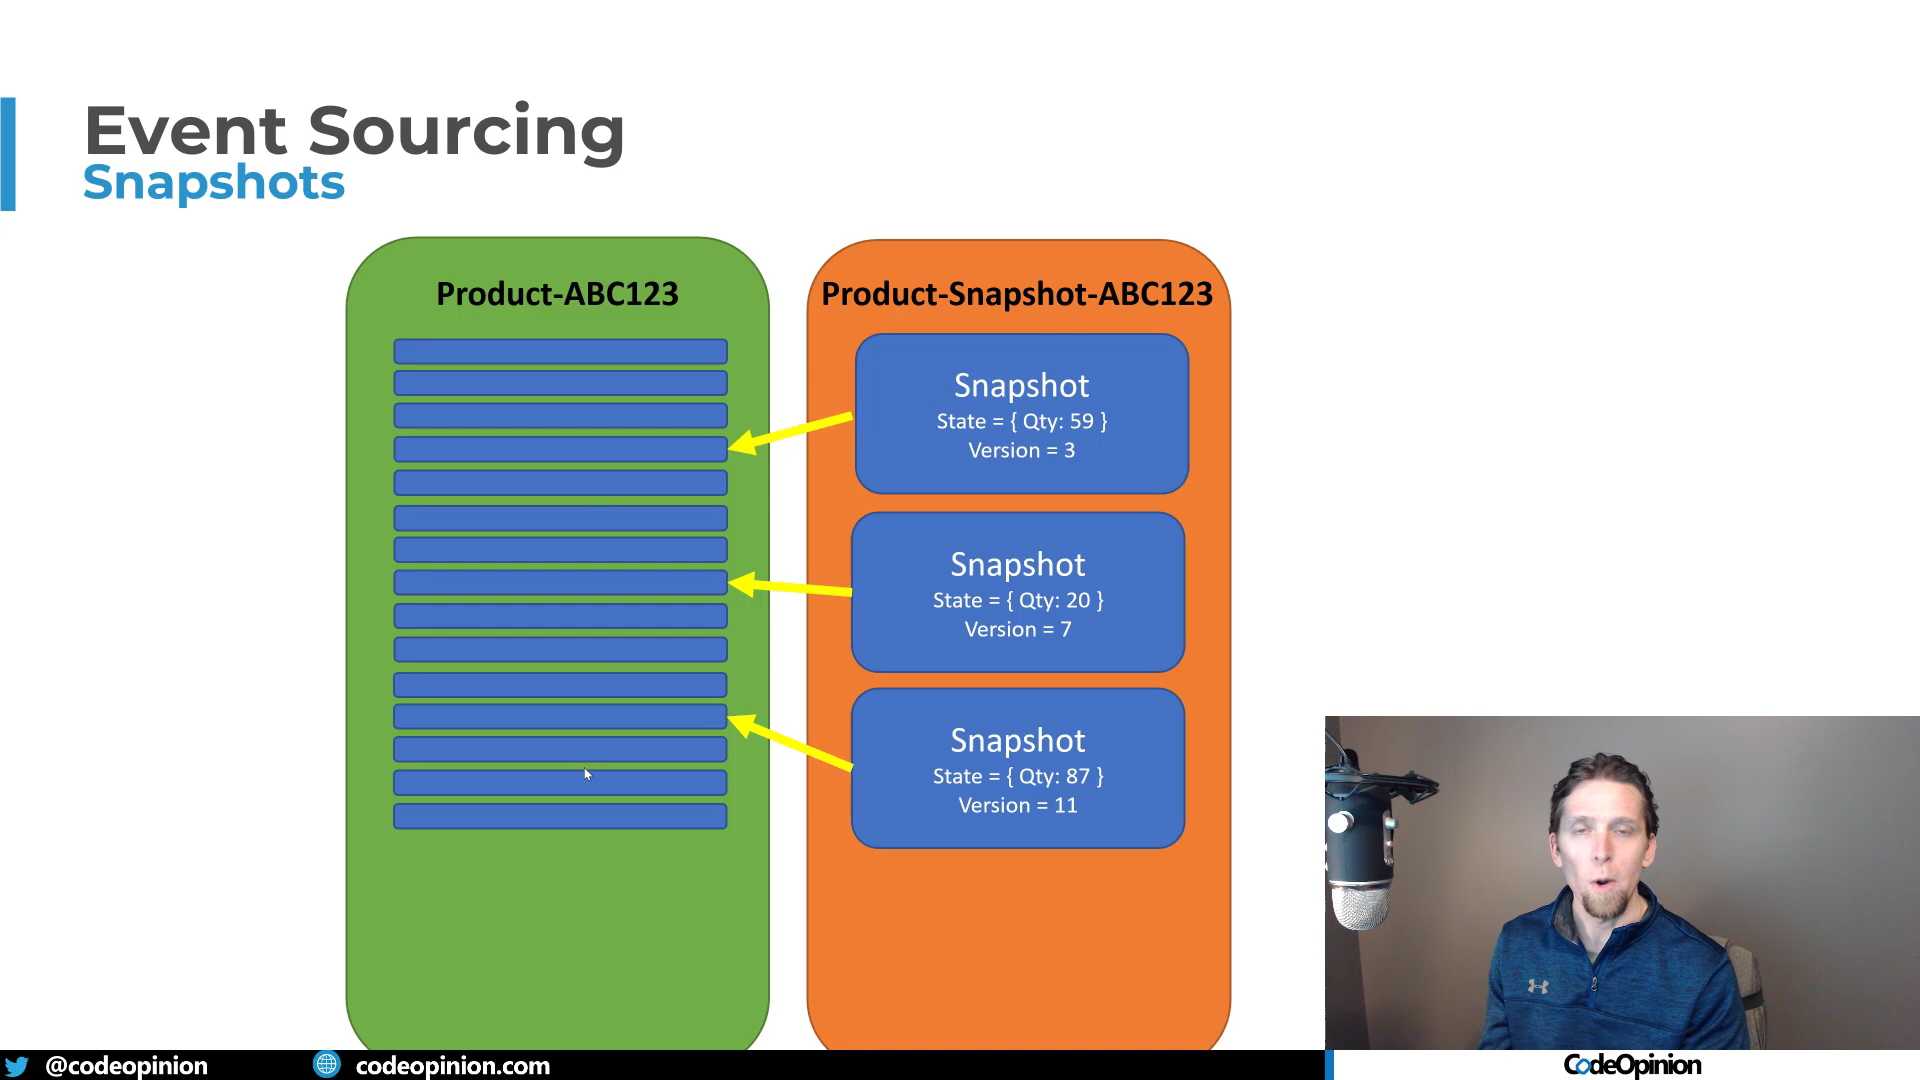 Event Sourcing
Snapshots
Product-ABC123
Product-Snapshot-ABC123
Snapshot
State = { Qty: 59 }
Version = 3
Snapshot
State = { Qty: 20 }
Version = 7
Snapshot
State = { Qty: 87 }
Version = 11
@codeopinion
codeopinion.com
CodeOpinion